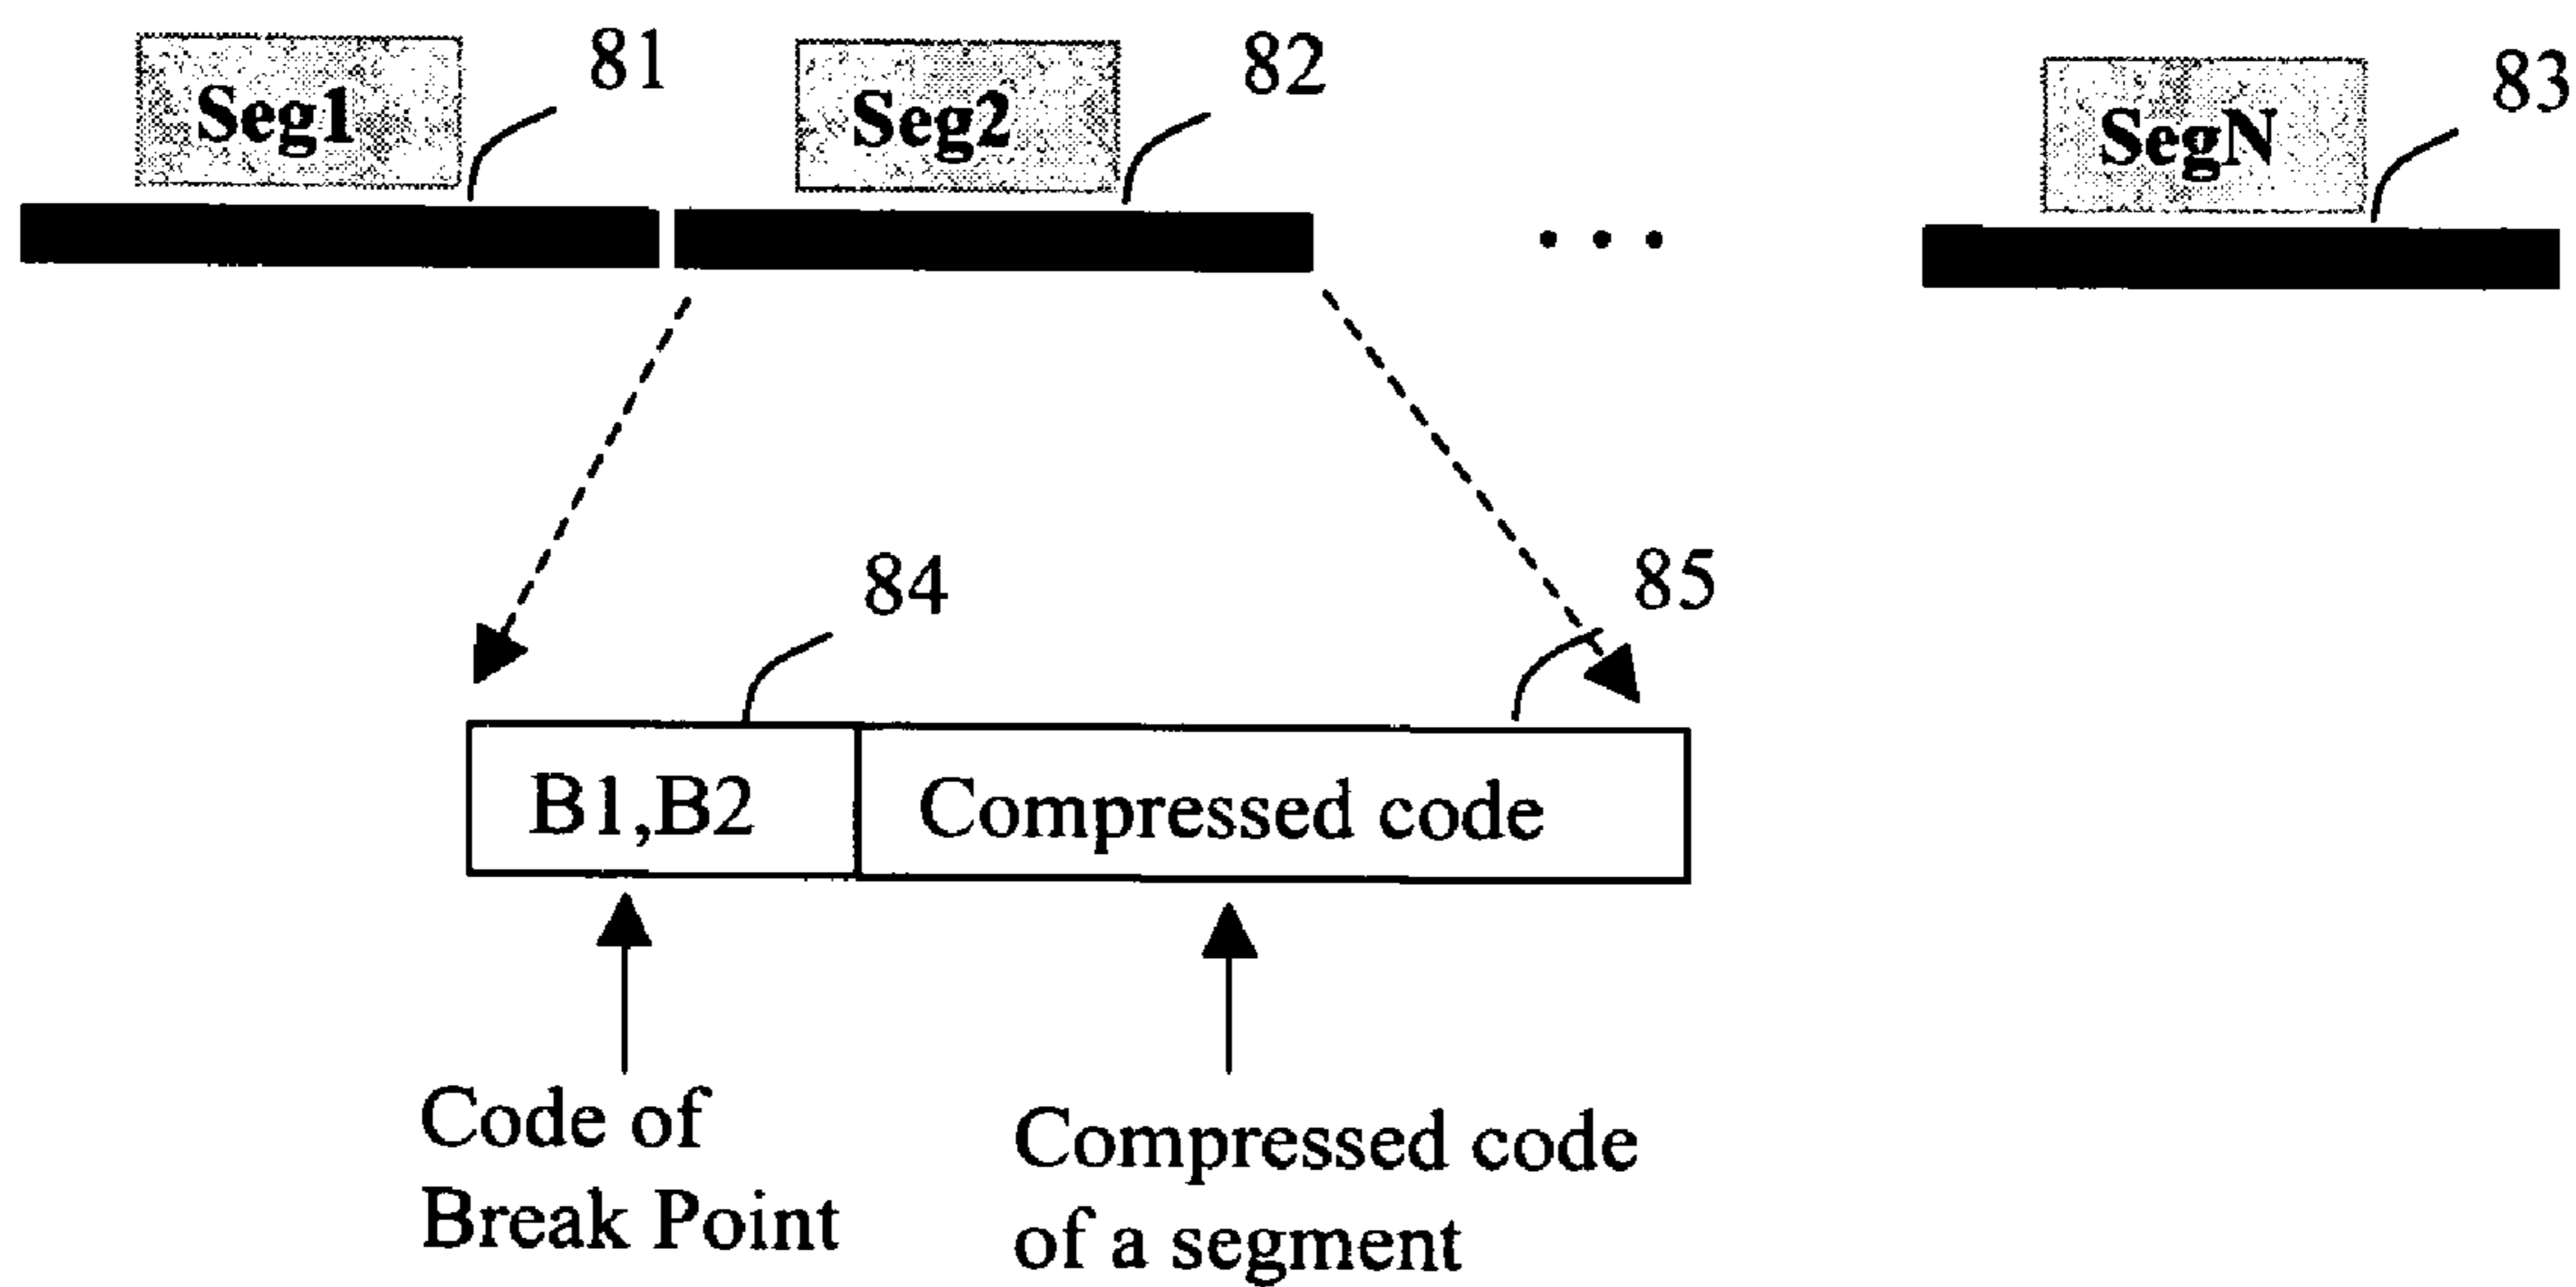 Seg1 81 Seg2 82 SegN 83
. . .
84 85
B1,B2 Compressed code
Code of
Break Point
Compressed code
of a segment